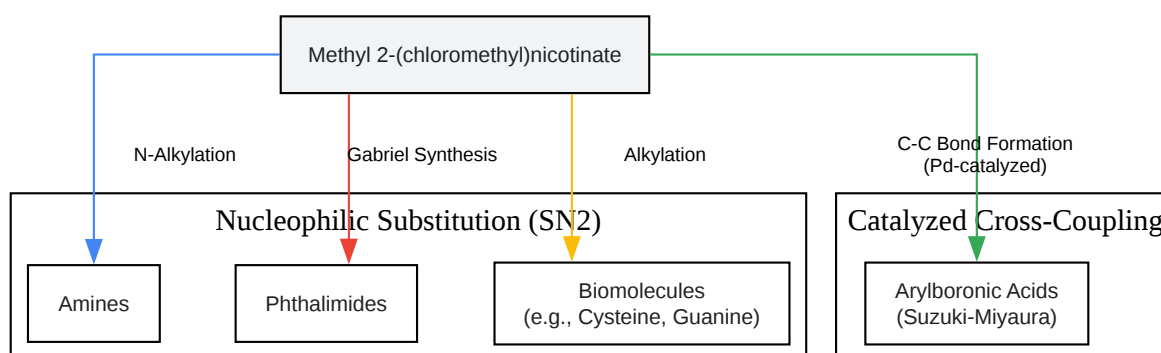 Methyl 2-(chloromethyl)nicotinate
N-Alkylation
Gabriel Synthesis
Alkylation
C-C Bond Formation
(Pd-catalyzed)
Nucleophilic Substitution (SN2)
Catalyzed Cross-Coupling
Amines
Phthalimides
Biomolecules
(e.g., Cysteine, Guanine)
Arylboronic Acids
(Suzuki-Miyaura)